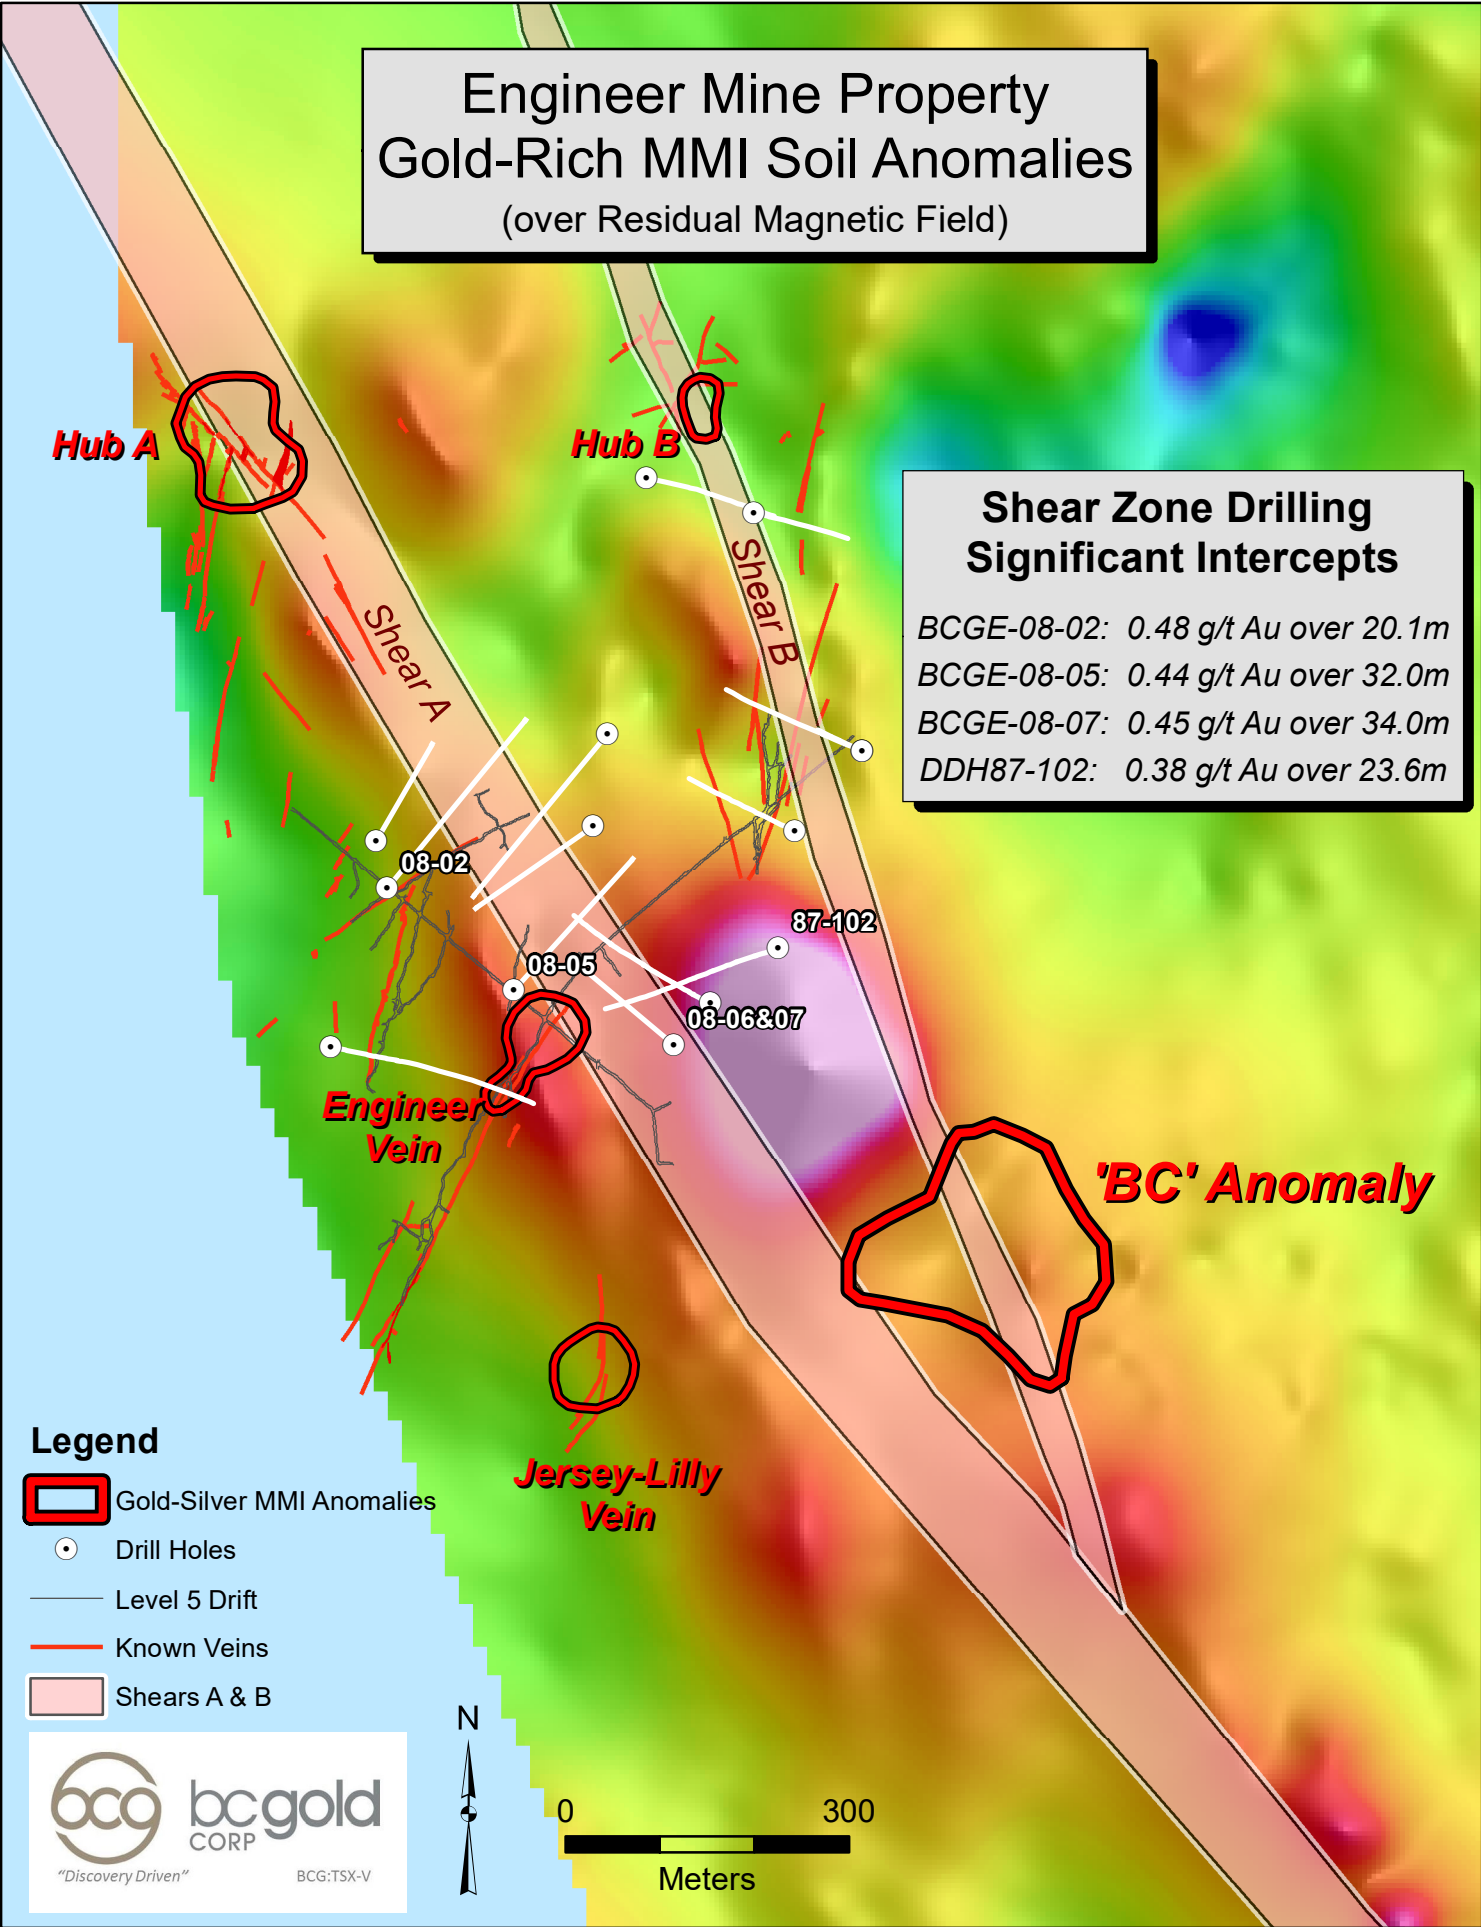 Engineer Mine Property
Gold-Rich MMI Soil Anomalies
(over Residual Magnetic Field)
Hub A
Hub B
Shear Zone Drilling
Significant Intercepts
BCGE-08-02: 0.48 g/t Au over 20.1m
BCGE-08-05: 0.44 g/t Au over 32.0m
BCGE-08-07: 0.45 g/t Au over 34.0m
DDH87-102: 0.38 g/t Au over 23.6m
Shear B
Shear A
08-02
87-102
08-05
08-06&07
Engineer
Vein
'BC' Anomaly
Jersey-Lilly
Vein
Legend
Gold-Silver MMI Anomalies
Drill Holes
Level 5 Drift
Known Veins
Shears A & B
N
0 300
Meters
bcg
bcgold
CORP
"Discovery Driven" BCG:TSX-V